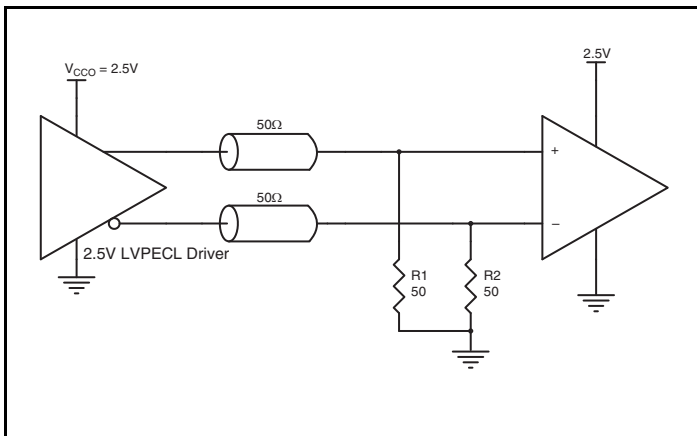 V_CCO = 2.5V
2.5V
50Ω
+
50Ω
−
2.5V LVPECL Driver
R1
50
R2
50